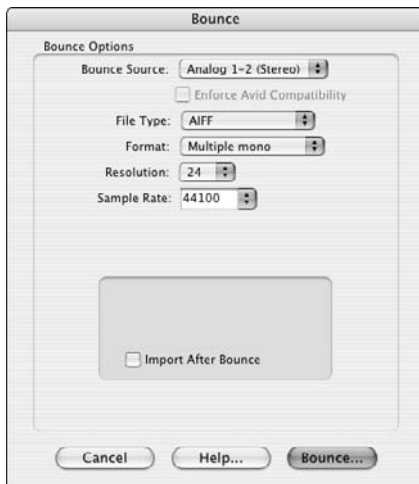 Bounce
Bounce Options
Bounce Source: Analog 1-2 (Stereo)
Enforce Avid Compatibility
File Type: AIFF
Format: Multiple mono
Resolution: 24
Sample Rate: 44100
Import After Bounce
Cancel Help... Bounce...